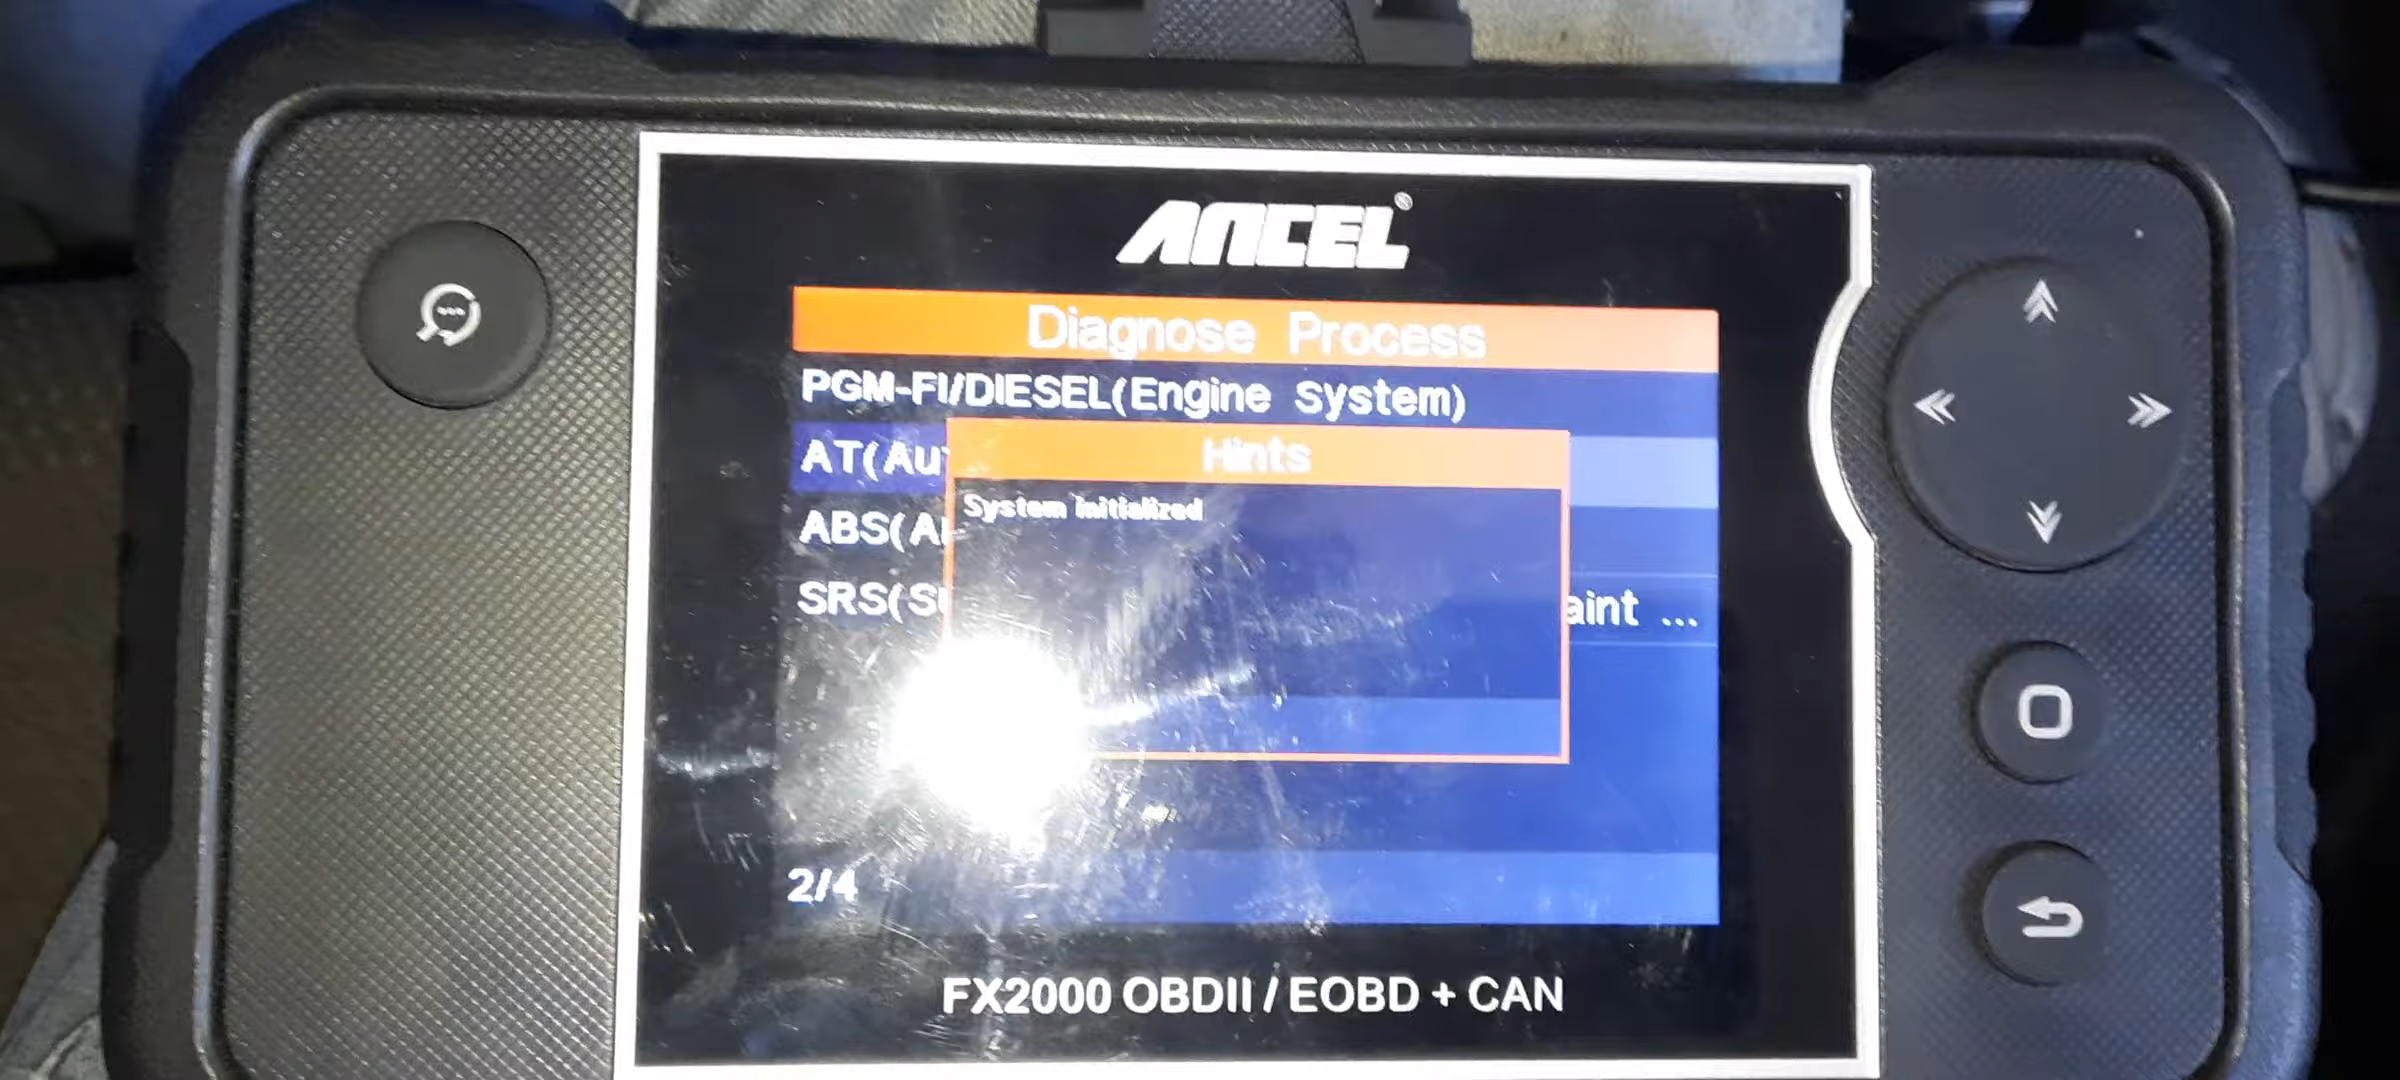 ANCEL®
Diagnose Process
PGM-FI/DIESEL(Engine System)
AT(Au
Hints
System initialized
ABS(A
SRS(S
aint ...
2/4
FX2000 OBDII / EOBD + CAN